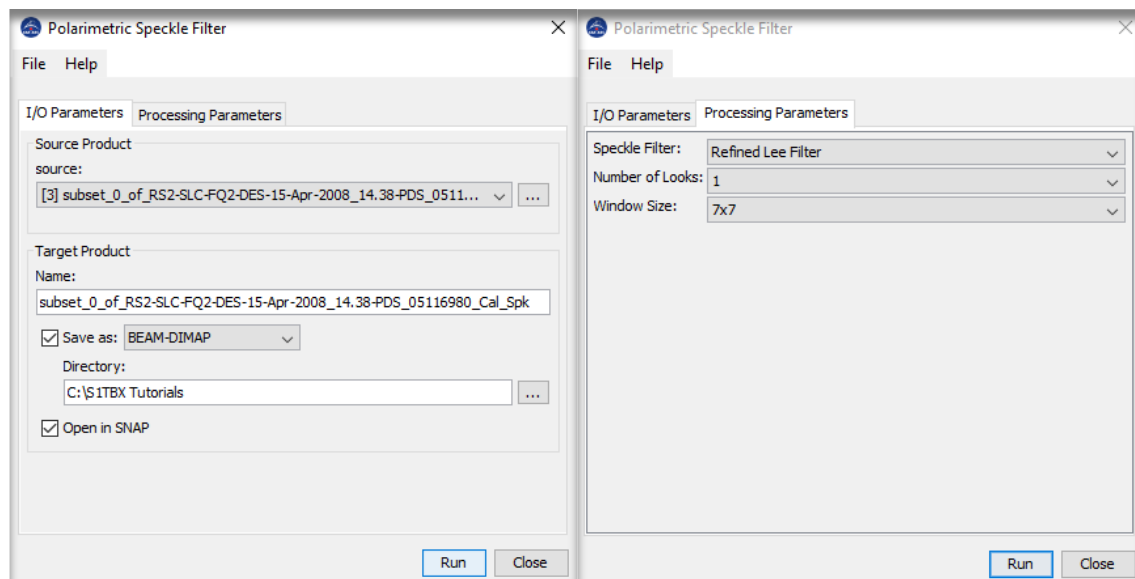 Polarimetric Speckle Filter
File Help
I/O Parameters Processing Parameters
Source Product
source:
[3] subset_0_of_RS2-SLC-FQ2-DES-15-Apr-2008_14.38-PDS_0511... ...
Target Product
Name:
subset_0_of_RS2-SLC-FQ2-DES-15-Apr-2008_14.38-PDS_05116980_Cal_Spk
Save as: BEAM-DIMAP
Directory:
C:\S1TBX Tutorials ...
Open in SNAP
Run Close
Polarimetric Speckle Filter
File Help
I/O Parameters Processing Parameters
Speckle Filter: Refined Lee Filter
Number of Looks: 1
Window Size: 7x7
Run Close